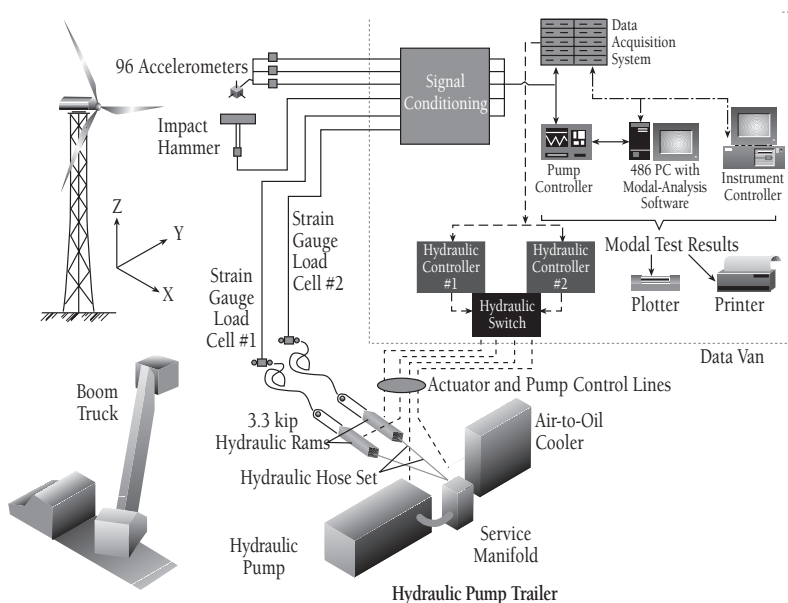 96 Accelerometers
Impact
Hammer
Signal
Conditioning
Data
Acquisition
System
Pump
Controller
486 PC with
Modal-Analysis
Software
Instrument
Controller
Z
Y
X
Strain
Gauge
Load
Cell #2
Strain
Gauge
Load
Cell #1
Hydraulic
Controller
#1
Hydraulic
Controller
#2
Modal Test Results
Plotter
Printer
Hydraulic
Switch
Data Van
Actuator and Pump Control Lines
Boom
Truck
3.3 kip
Hydraulic Rams
Air-to-Oil
Cooler
Hydraulic Hose Set
Hydraulic
Pump
Service
Manifold
Hydraulic Pump Trailer